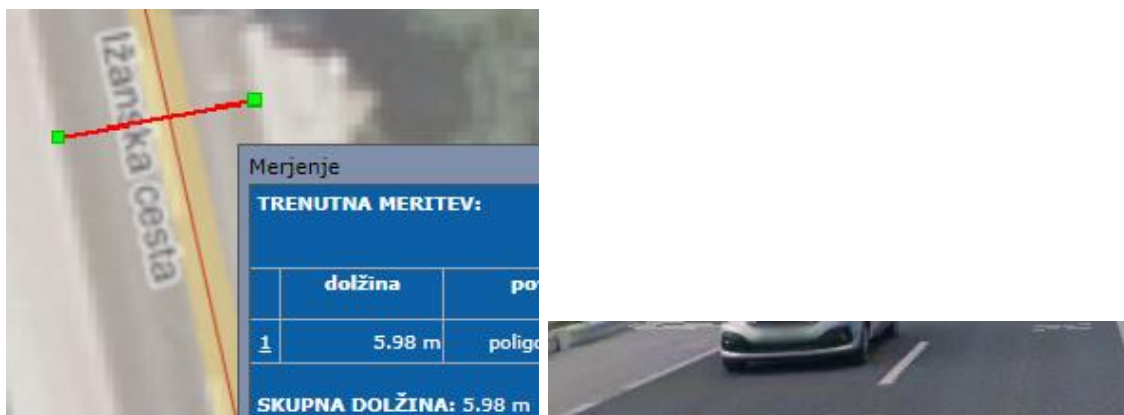 Ižanska cesta
Merjenje
TRENUTNA MERITEV:
dolžina
1 5.98 m
SKUPNA DOLŽINA: 5.98 m